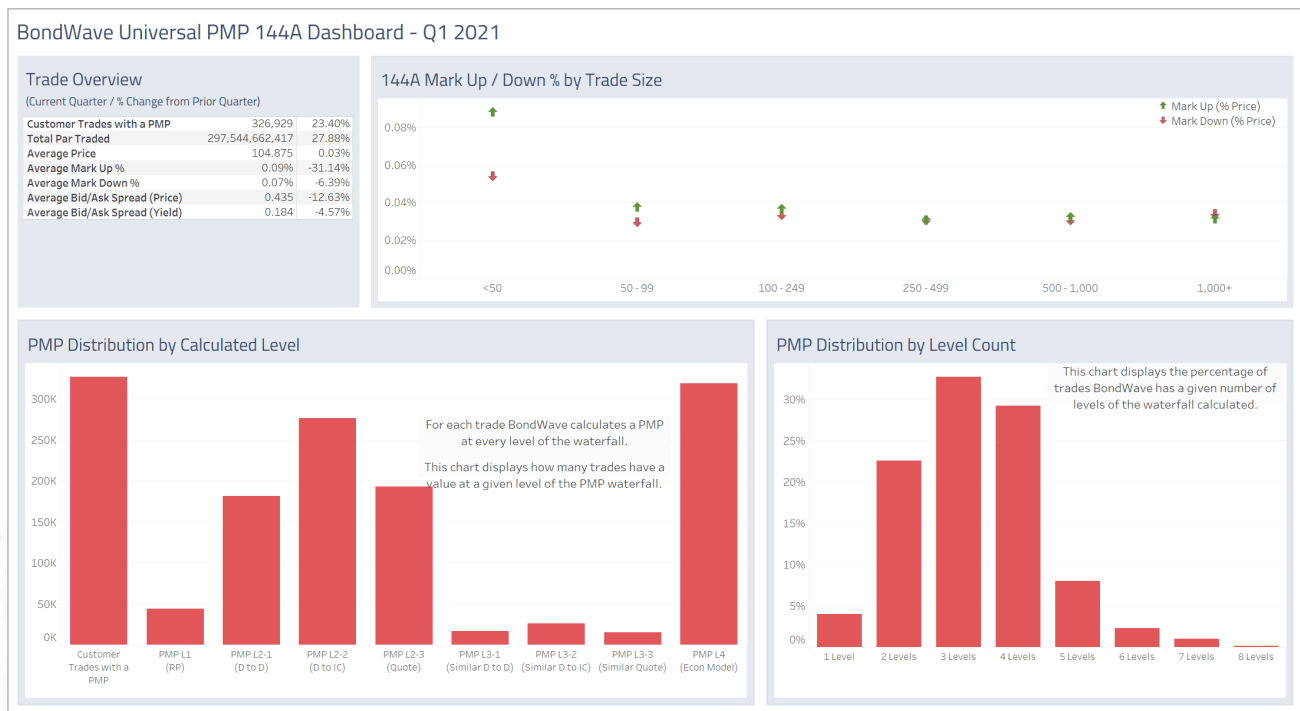 BondWave Universal PMP 144A Dashboard - Q1 2021
Trade Overview
(Current Quarter / % Change from Prior Quarter)
Customer Trades with a PMP 326,929 23.40%
Total Par Traded 297,544,662,417 27.88%
Average Price 104.875 0.03%
Average Mark Up % 0.09% -31.14%
Average Mark Down % 0.07% -6.39%
Average Bid/Ask Spread (Price) 0.435 -12.63%
Average Bid/Ask Spread (Yield) 0.184 -4.57%
144A Mark Up / Down % by Trade Size
Mark Up (% Price)
Mark Down (% Price)
0.08%
0.06%
0.04%
0.02%
0.00%
<50 50 - 99 100 - 249 250 - 499 500 - 1,000 1,000+
PMP Distribution by Calculated Level
For each trade BondWave calculates a PMP
at every level of the waterfall.
This chart displays how many trades have a
value at a given level of the PMP waterfall.
300K
250K
200K
150K
100K
50K
0K
Customer
Trades with a
PMP
PMP L1
(RP)
PMP L2-1
(D to D)
PMP L2-2
(D to IC)
PMP L2-3
(Quote)
PMP L3-1
(Similar D to D)
PMP L3-2
(Similar D to IC)
PMP L3-3
(Similar Quote)
PMP L4
(Econ Model)
PMP Distribution by Level Count
This chart displays the percentage of
trades BondWave has a given number of
levels of the waterfall calculated.
30%
25%
20%
15%
10%
5%
0%
1 Level 2 Levels 3 Levels 4 Levels 5 Levels 6 Levels 7 Levels 8 Levels